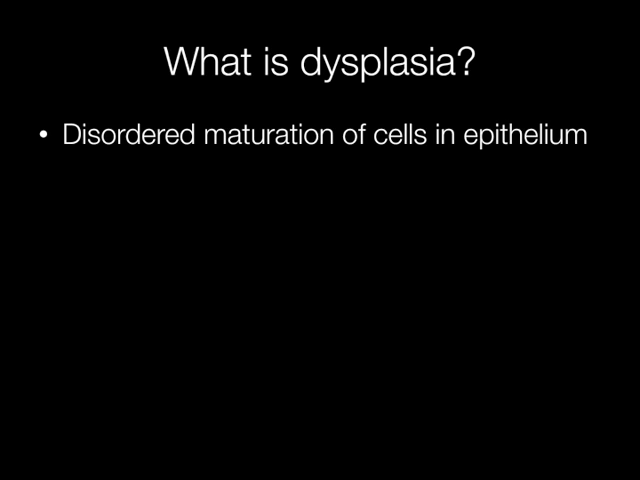 What is dysplasia?
• Disordered maturation of cells in epithelium